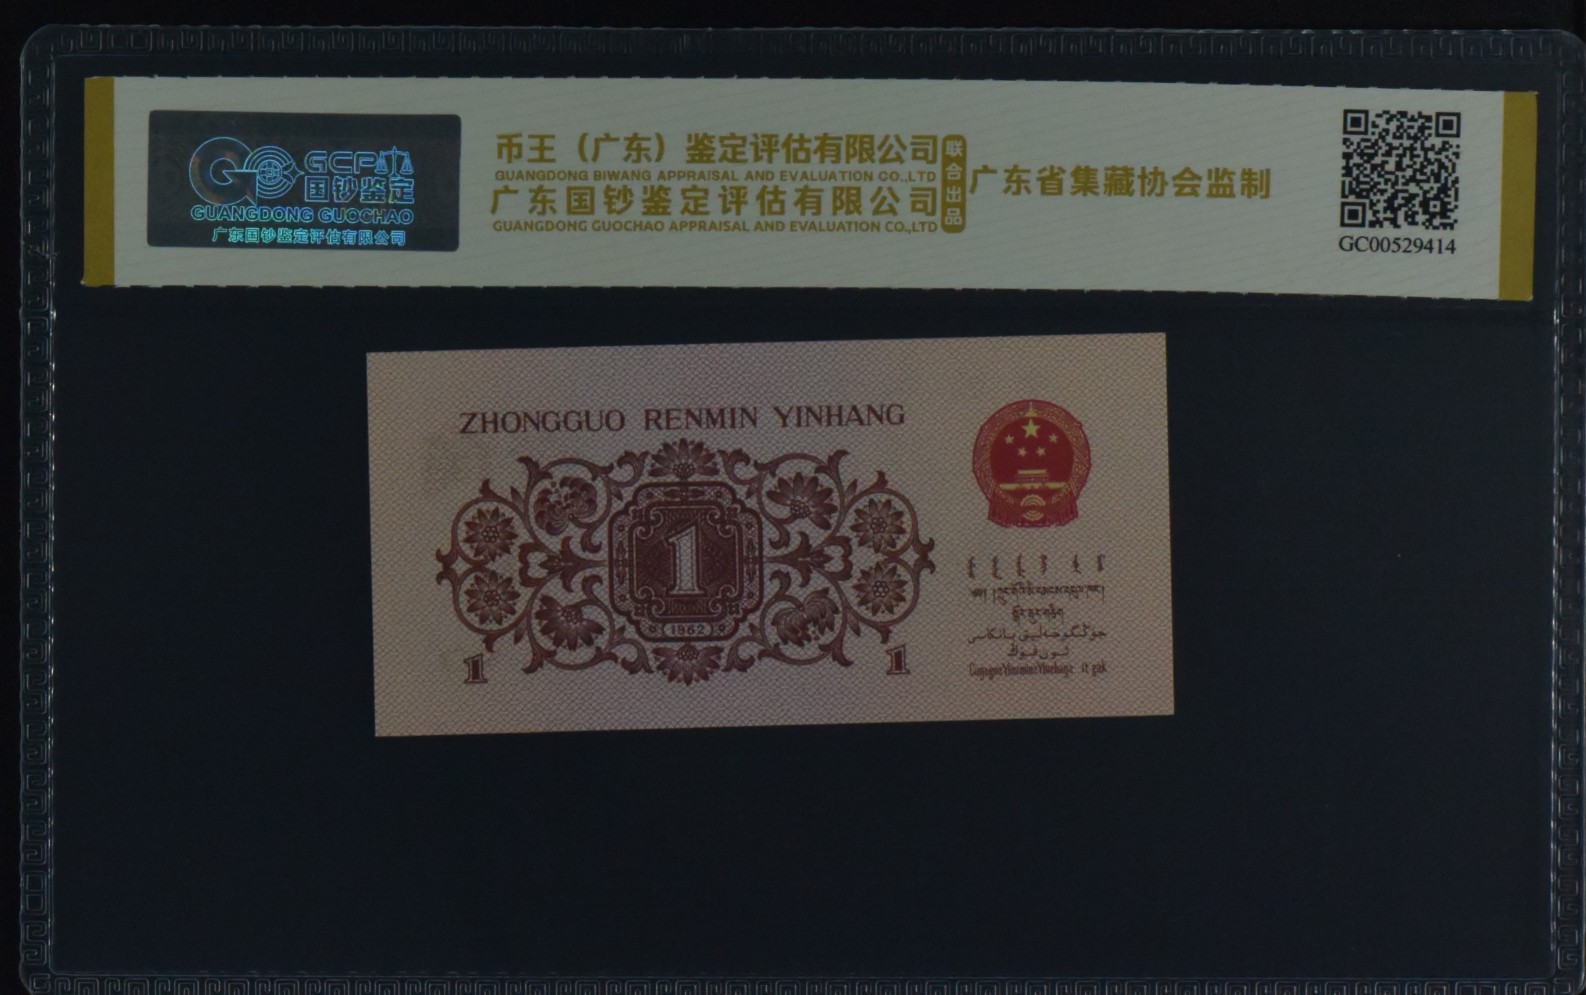 GCP
国钞鉴定
GUANGDONG GUOCHAO
广东国钞鉴定评估有限公司
币王（广东）鉴定评估有限公司
GUANGDONG BIWANG APPRAISAL AND EVALUATION CO.,LTD
广东国钞鉴定评估有限公司
GUANGDONG GUOCHAO APPRAISAL AND EVALUATION CO.,LTD
联合出品
广东省集藏协会监制
GC00529414
ZHONGGUO RENMIN YINHANG
1
(1962)
1
1
جۇڭگو خەلق بانكىسى